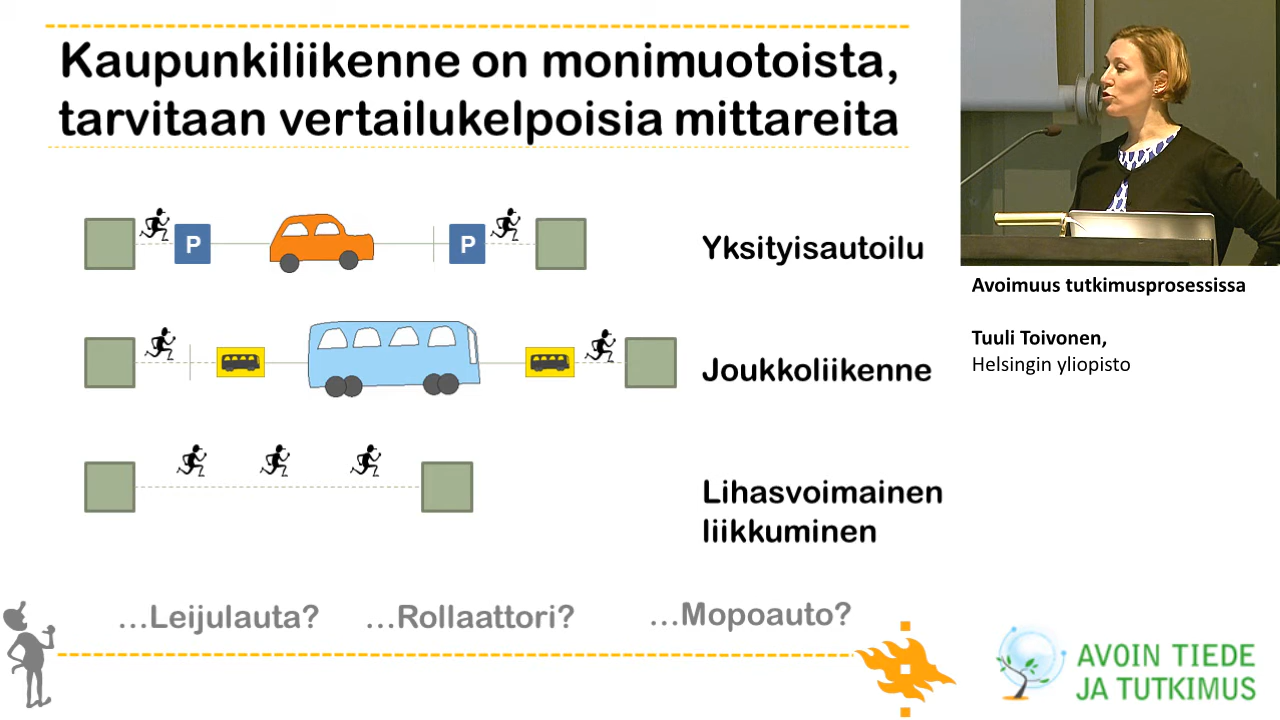 Kaupunkiliikenne on monimuotoista,
tarvitaan vertailukelpoisia mittareita
P
P
Yksityisautoilu
Joukkoliikenne
Lihasvoimainen
liikkuminen
...Leijulauta?
...Rollaattori?
...Mopoauto?
Avoimuus tutkimusprosessissa
Tuuli Toivonen,
Helsingin yliopisto
AVOIN TIEDE
JA TUTKIMUS